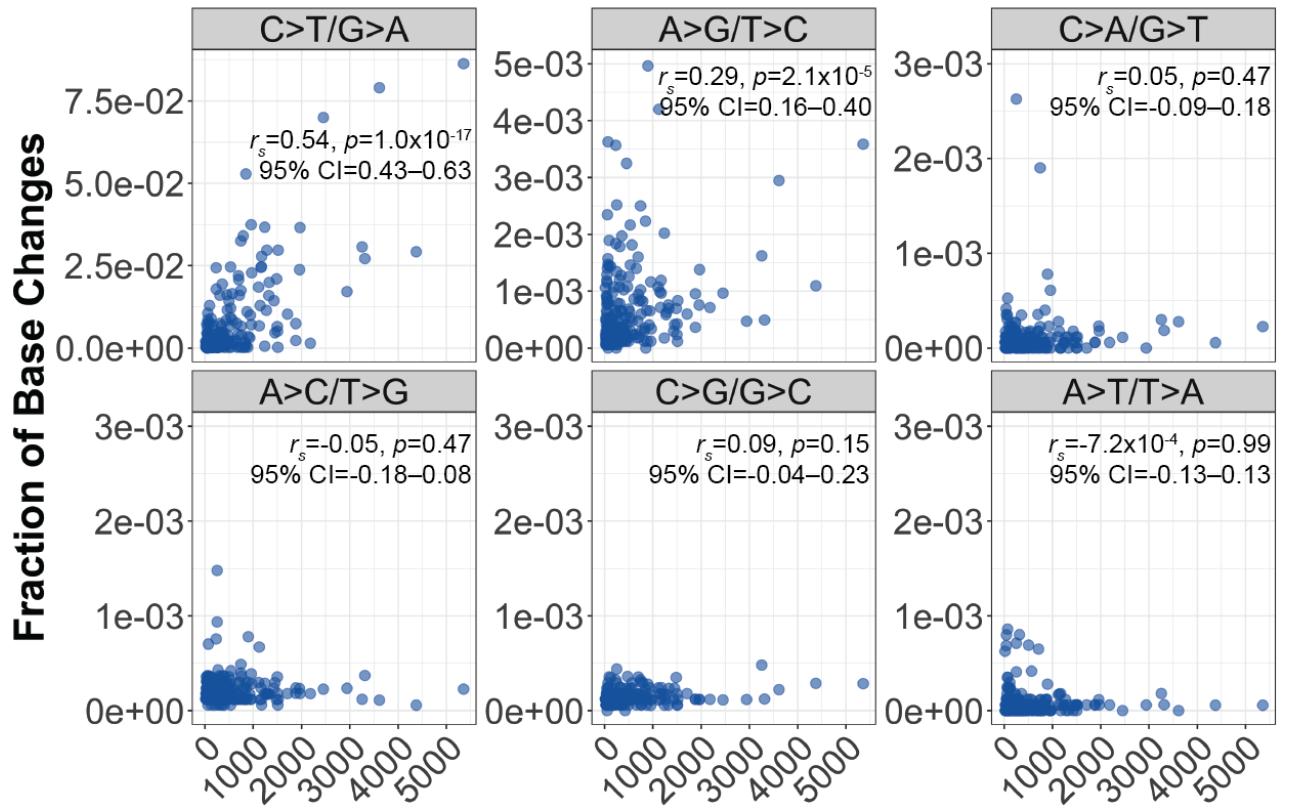 Fraction of Base Changes
C>T/G>A
7.5e-02
5.0e-02
2.5e-02
0.0e+00
rs=0.54, p=1.0x10-17
95% CI=0.43–0.63
A>G/T>C
5e-03
4e-03
3e-03
2e-03
1e-03
0e+00
rs=0.29, p=2.1x10-5
95% CI=0.16–0.40
C>A/G>T
3e-03
2e-03
1e-03
0e+00
rs=0.05, p=0.47
95% CI=-0.09–0.18
A>C/T>G
3e-03
2e-03
1e-03
0e+00
rs=-0.05, p=0.47
95% CI=-0.18–0.08
0 1000 2000 3000 4000 5000
C>G/G>C
3e-03
2e-03
1e-03
0e+00
rs=0.09, p=0.15
95% CI=-0.04–0.23
0 1000 2000 3000 4000 5000
A>T/T>A
3e-03
2e-03
1e-03
0e+00
rs=-7.2x10-4, p=0.99
95% CI=-0.13–0.13
0 1000 2000 3000 4000 5000